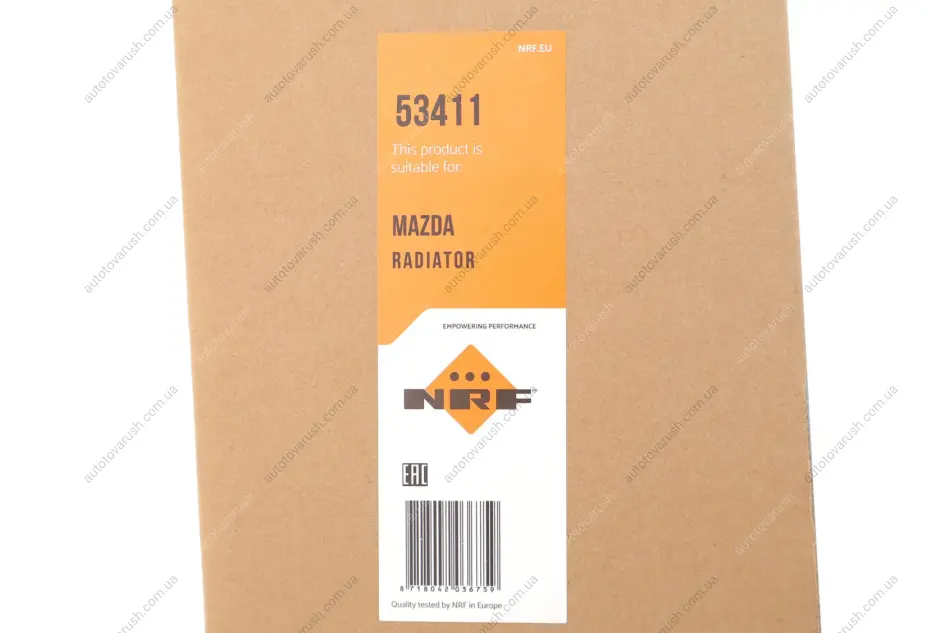 NRF.EU
53411
This product is
suitable for:
MAZDA
RADIATOR
EMPOWERING PERFORMANCE
NRF
EAC
8 718042 036759
Quality tested by NRF in Europe
autotovarush.com.ua